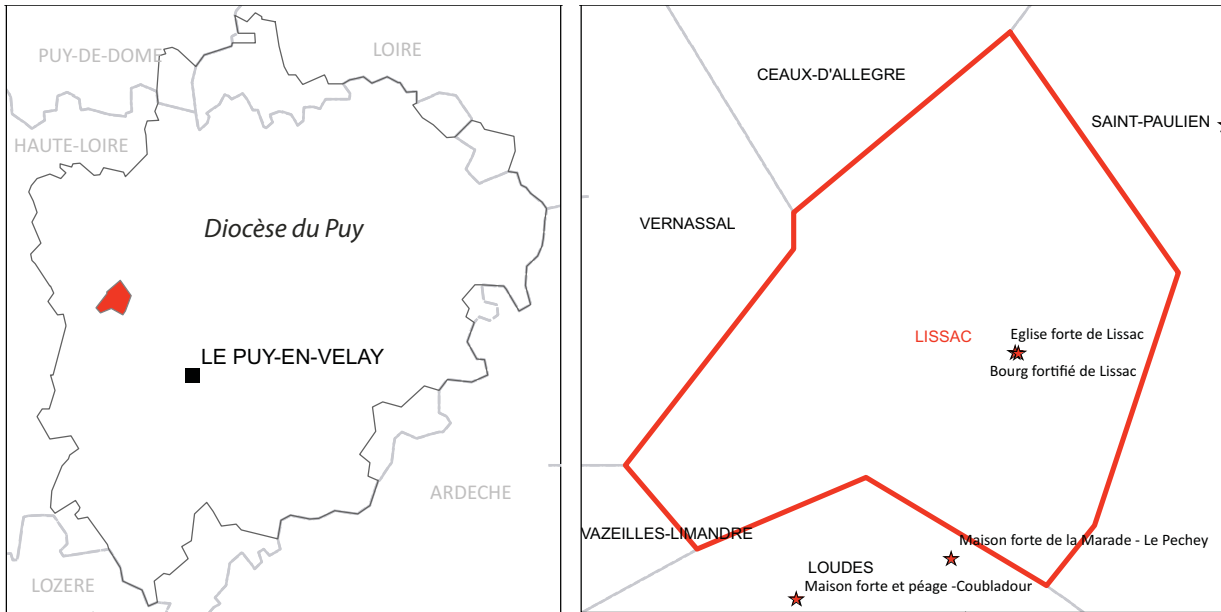 PUY-DE-DOME
LOIRE
HAUTE-LOIRE
Diocèse du Puy
LE PUY-EN-VELAY
ARDECHE
LOZERE
CEAUX-D'ALLEGRE
SAINT-PAULIEN
VERNASSAL
LISSAC
Eglise forte de Lissac
Bourg fortifié de Lissac
VAZEILLES-LIMANDRE
Maison forte de la Marade - Le Pechey
LOUDES
Maison forte et péage -Coubladour